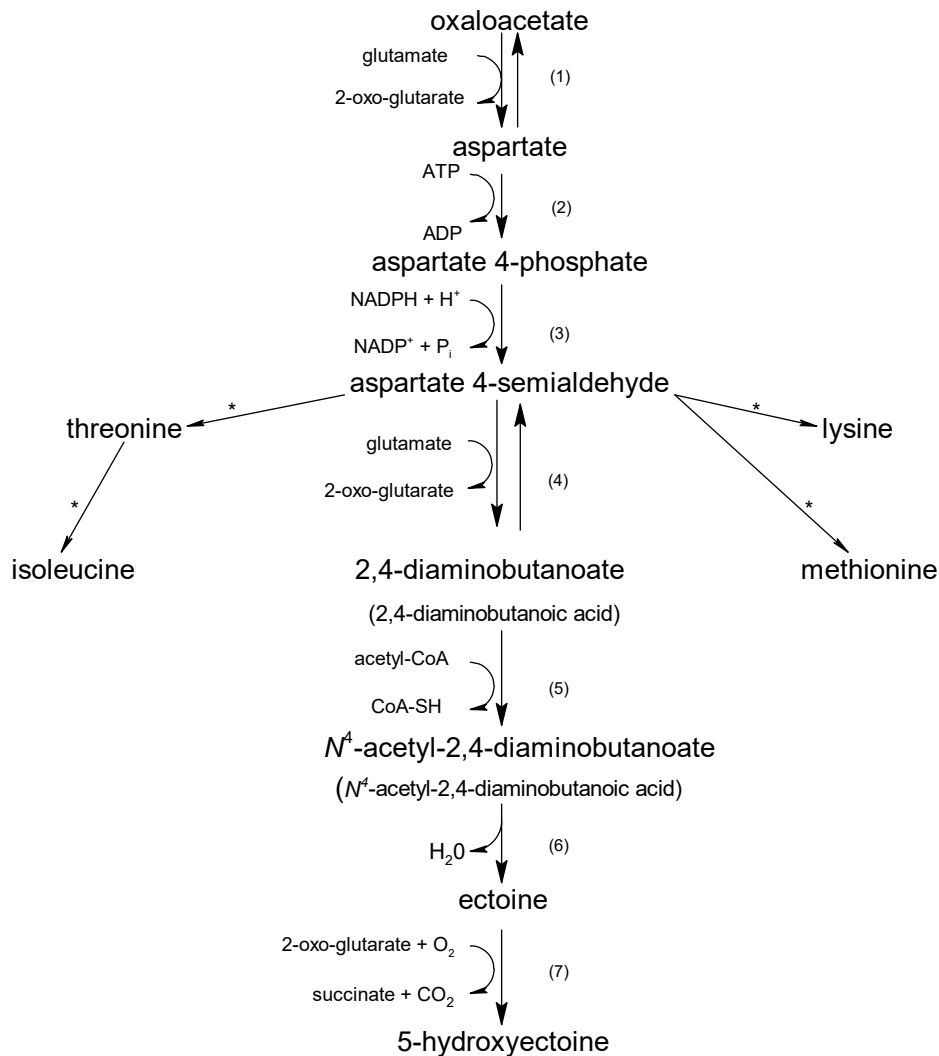 oxaloacetate
glutamate
2-oxo-glutarate
(1)
aspartate
ATP
ADP
(2)
aspartate 4-phosphate
NADPH + H⁺
NADP⁺ + Pᵢ
(3)
aspartate 4-semialdehyde
*
*
threonine
lysine
glutamate
2-oxo-glutarate
(4)
*
*
isoleucine
2,4-diaminobutanoate
methionine
(2,4-diaminobutanoic acid)
acetyl-CoA
CoA-SH
(5)
N⁴-acetyl-2,4-diaminobutanoate
(N⁴-acetyl-2,4-diaminobutanoic acid)
H₂0
(6)
ectoine
2-oxo-glutarate + O₂
succinate + CO₂
(7)
5-hydroxyectoine